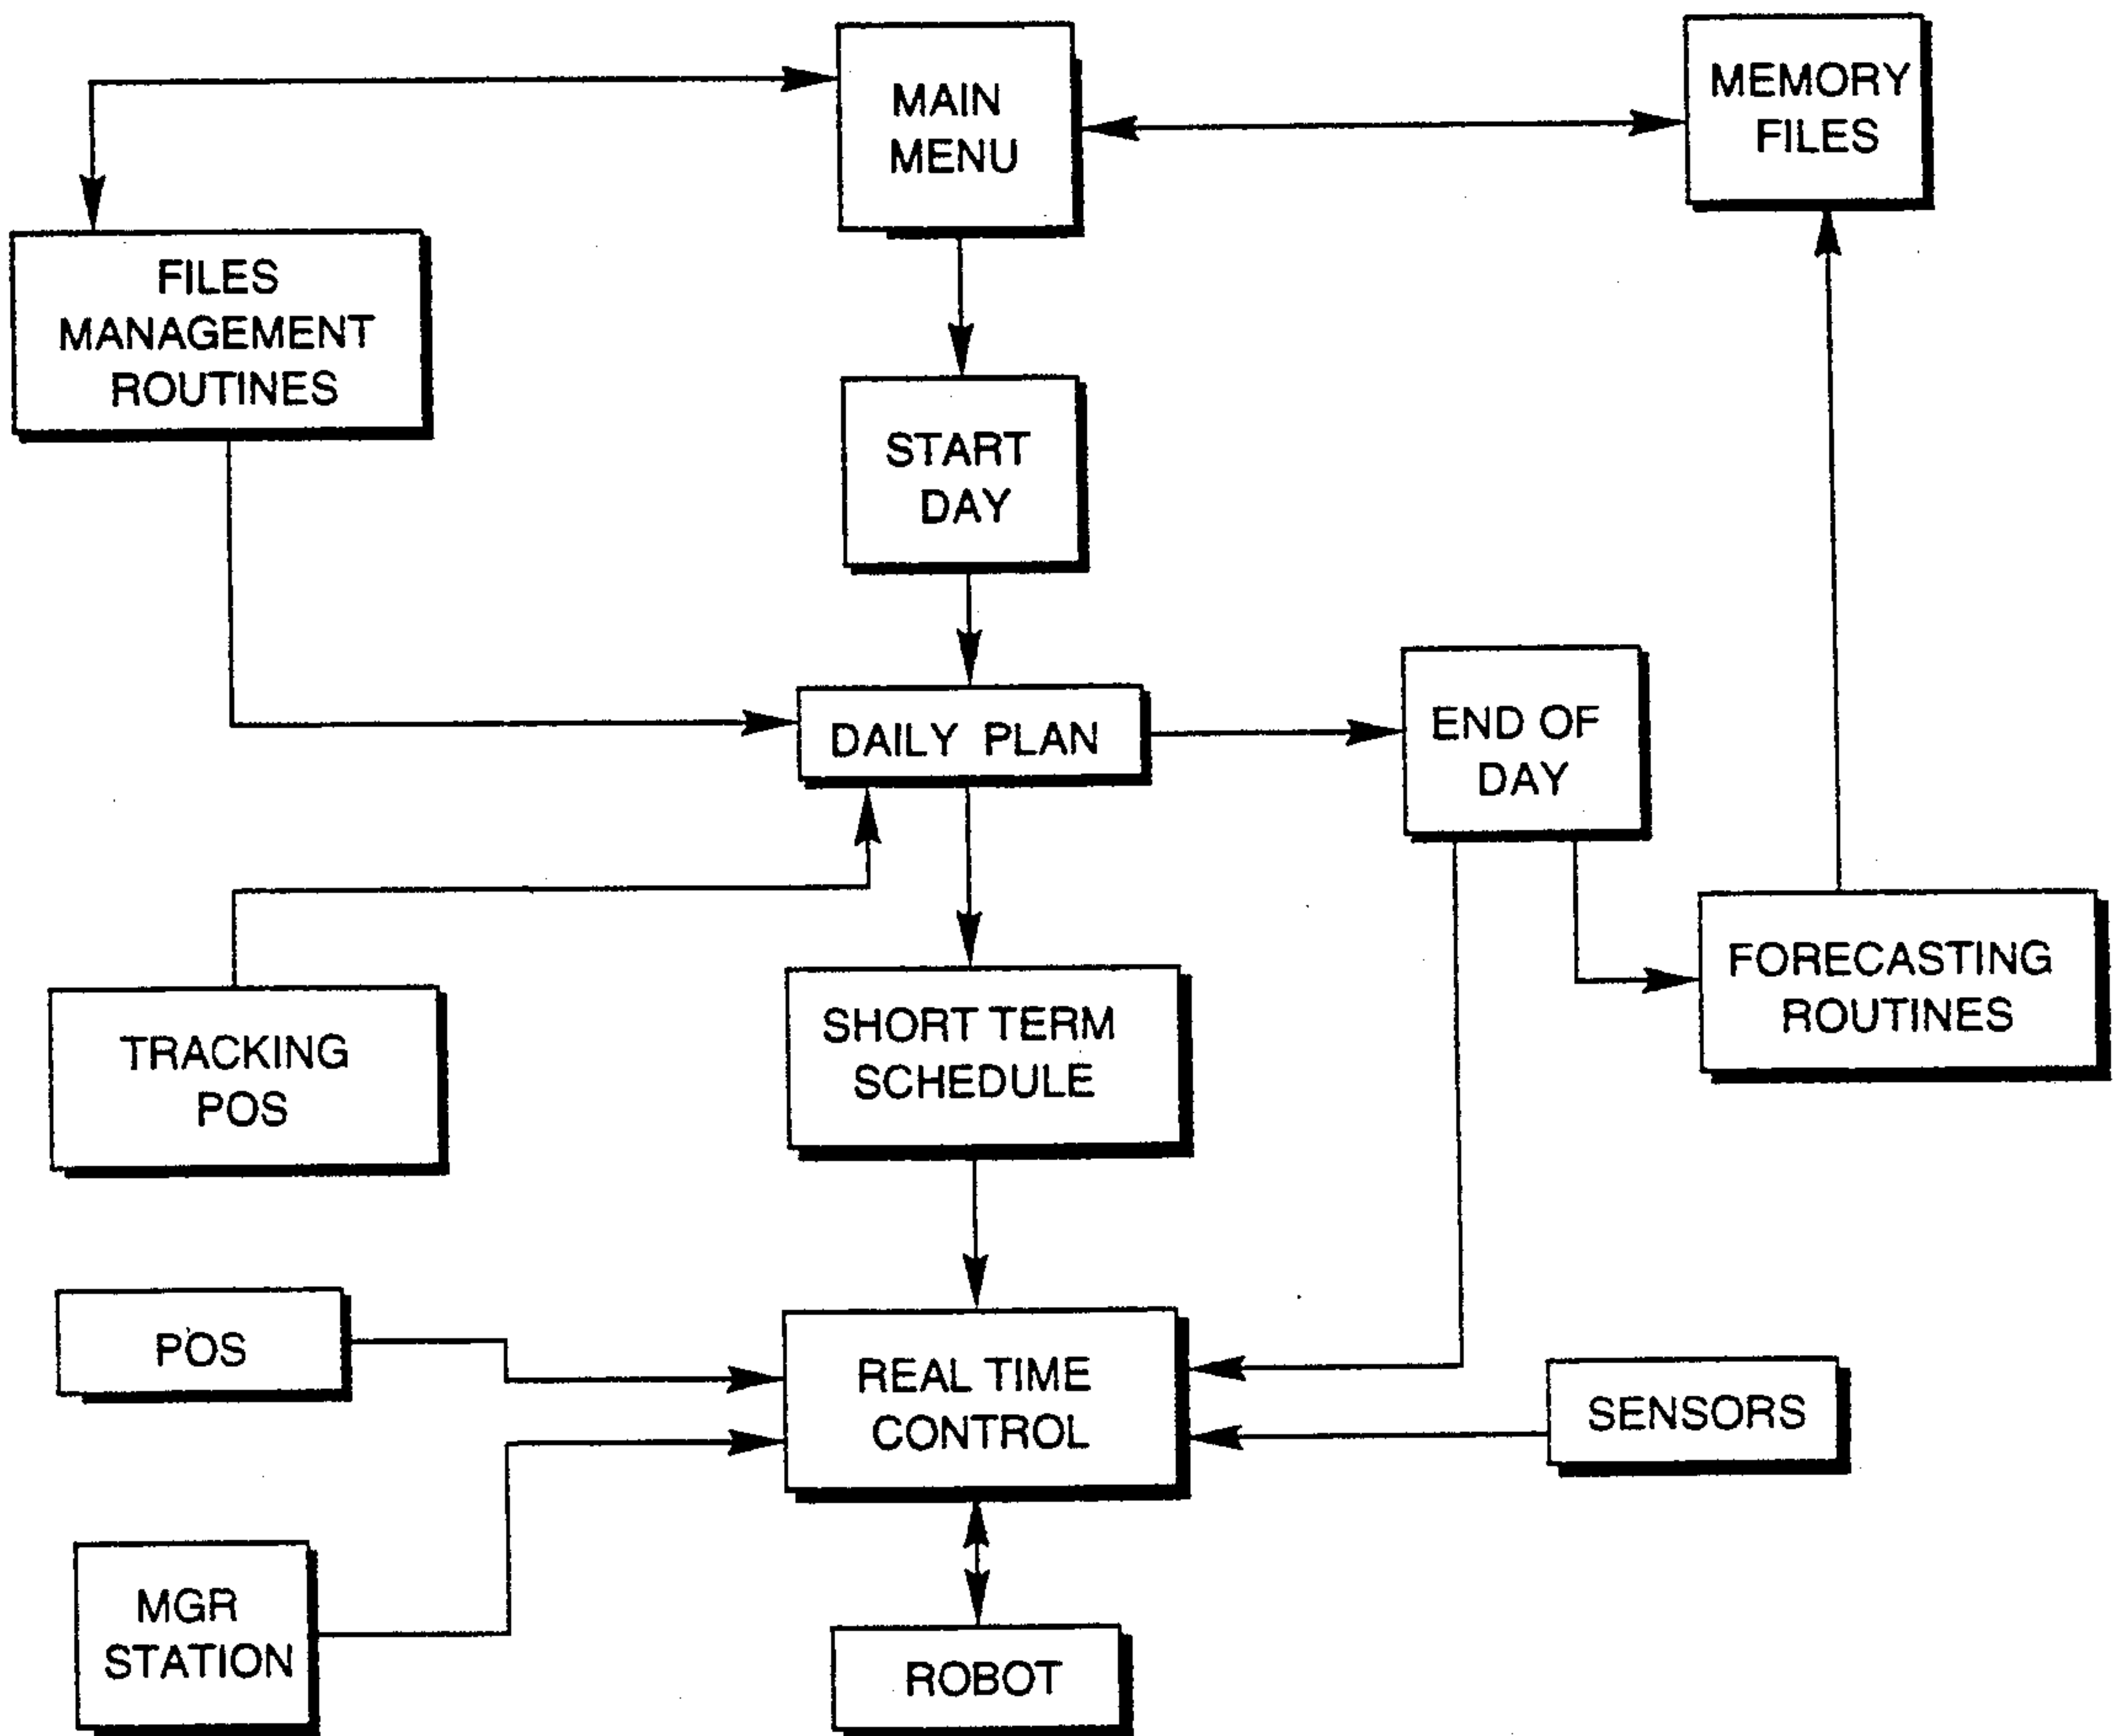 MAIN
MENU
MEMORY
FILES
FILES
MANAGEMENT
ROUTINES
START
DAY
DAILY PLAN
END OF
DAY
TRACKING
POS
SHORT TERM
SCHEDULE
FORECASTING
ROUTINES
POS
REAL TIME
CONTROL
SENSORS
MGR
STATION
ROBOT